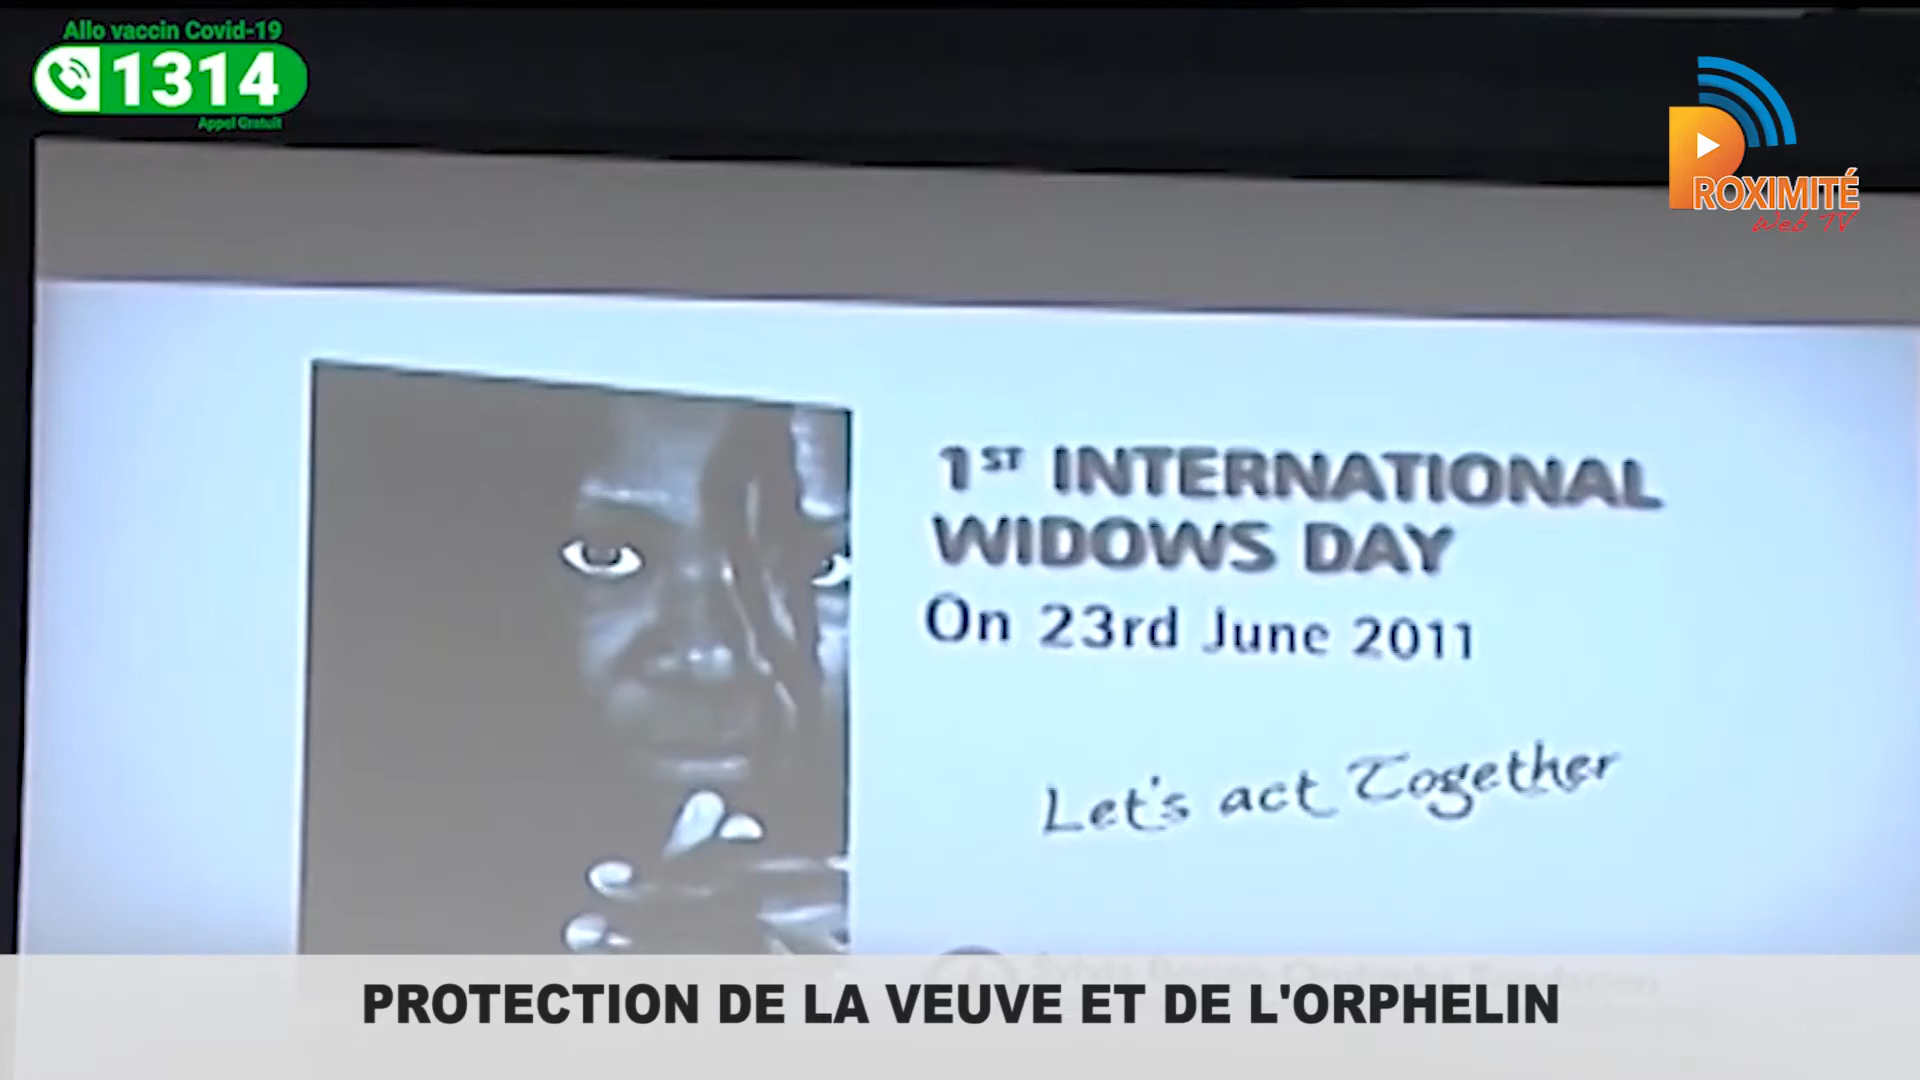 Allo vaccin Covid-19
1314
Appel Gratuit
PROXIMITÉ
Web TV
1ST INTERNATIONAL
WIDOWS DAY
On 23rd June 2011
Let's act Together
PROTECTION DE LA VEUVE ET DE L'ORPHELIN